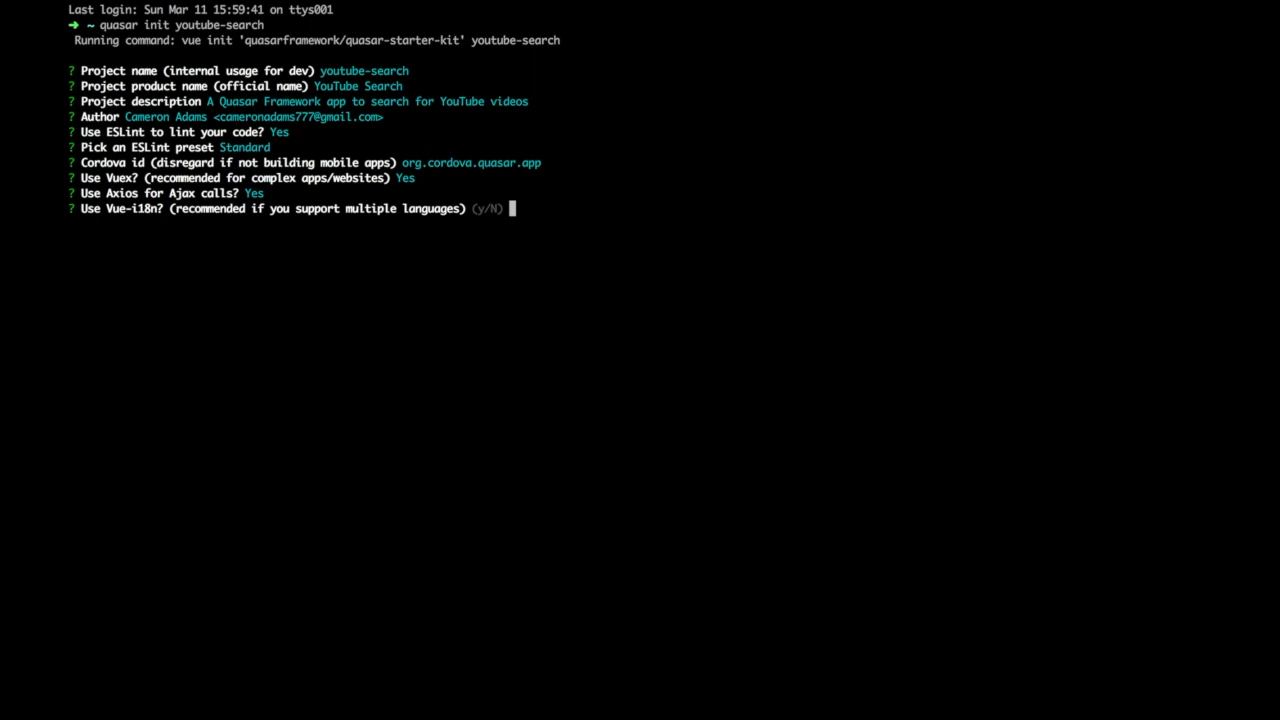 Last login: Sun Mar 11 15:59:41 on ttys001
➜ ~ quasar init youtube-search
Running command: vue init 'quasarframework/quasar-starter-kit' youtube-search
? Project name (internal usage for dev) youtube-search
? Project product name (official name) YouTube Search
? Project description A Quasar Framework app to search for YouTube videos
? Author Cameron Adams <cameronadams777@gmail.com>
? Use ESLint to lint your code? Yes
? Pick an ESLint preset Standard
? Cordova id (disregard if not building mobile apps) org.cordova.quasar.app
? Use Vuex? (recommended for complex apps/websites) Yes
? Use Axios for Ajax calls? Yes
? Use Vue-i18n? (recommended if you support multiple languages) (y/N)